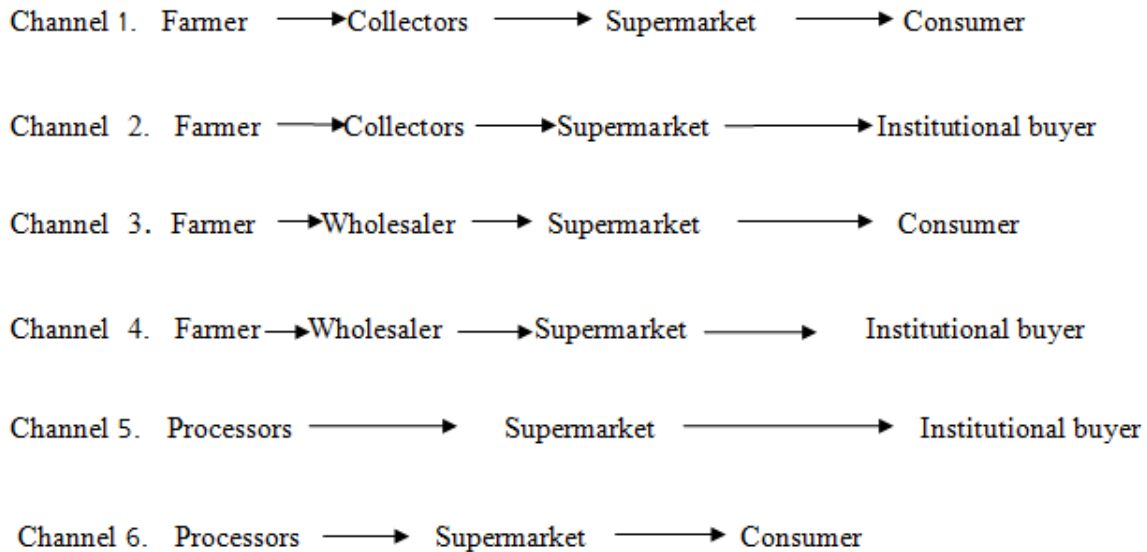 Channel 1. Farmer Collectors Supermarket Consumer
Channel 2. Farmer Collectors Supermarket Institutional buyer
Channel 3. Farmer Wholesaler Supermarket Consumer
Channel 4. Farmer Wholesaler Supermarket Institutional buyer
Channel 5. Processors Supermarket Institutional buyer
Channel 6. Processors Supermarket Consumer